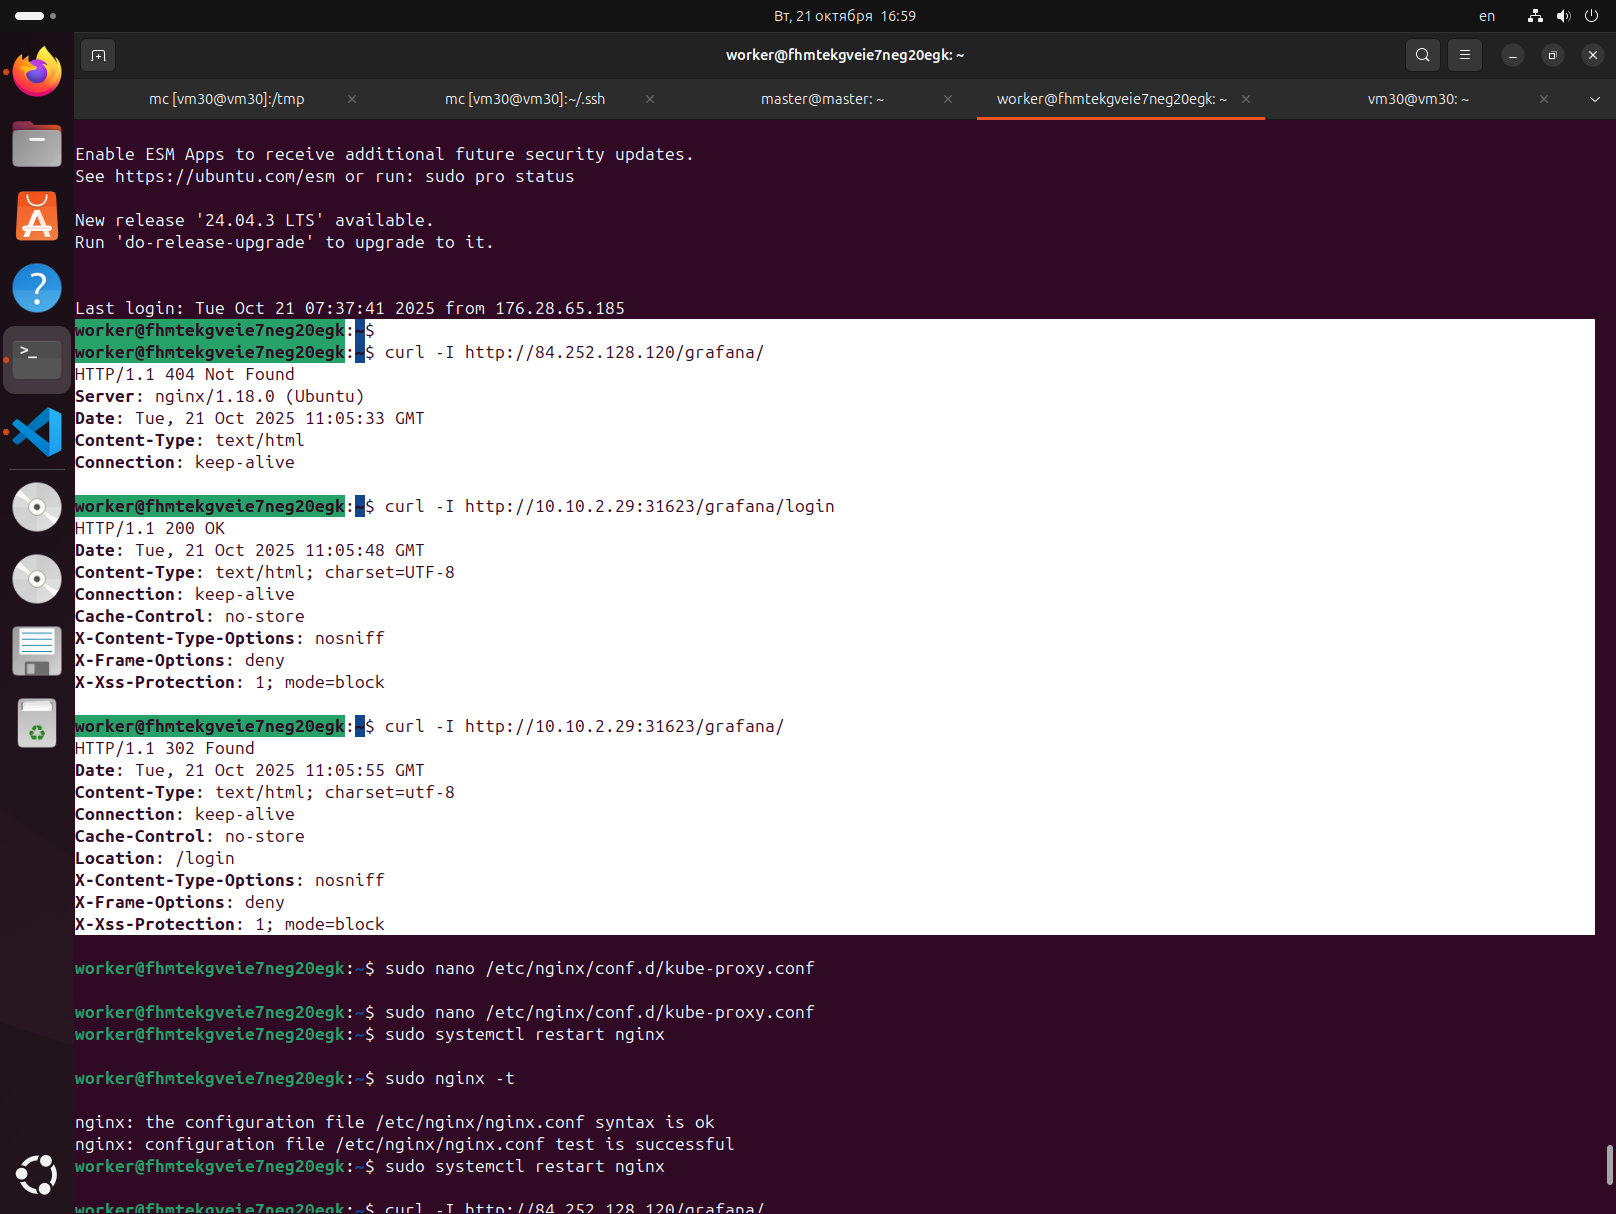 Вт, 21 октября 16:59
en
worker@fhmtekgveie7neg20egk: ~
mc [vm30@vm30]:/tmp
mc [vm30@vm30]:~/.ssh
master@master: ~
worker@fhmtekgveie7neg20egk: ~
vm30@vm30: ~
Enable ESM Apps to receive additional future security updates.
See https://ubuntu.com/esm or run: sudo pro status
New release '24.04.3 LTS' available.
Run 'do-release-upgrade' to upgrade to it.
Last login: Tue Oct 21 07:37:41 2025 from 176.28.65.185
worker@fhmtekgveie7neg20egk:~$
worker@fhmtekgveie7neg20egk:~$ curl -I http://84.252.128.120/grafana/
HTTP/1.1 404 Not Found
Server: nginx/1.18.0 (Ubuntu)
Date: Tue, 21 Oct 2025 11:05:33 GMT
Content-Type: text/html
Connection: keep-alive
worker@fhmtekgveie7neg20egk:~$ curl -I http://10.10.2.29:31623/grafana/login
HTTP/1.1 200 OK
Date: Tue, 21 Oct 2025 11:05:48 GMT
Content-Type: text/html; charset=UTF-8
Connection: keep-alive
Cache-Control: no-store
X-Content-Type-Options: nosniff
X-Frame-Options: deny
X-Xss-Protection: 1; mode=block
worker@fhmtekgveie7neg20egk:~$ curl -I http://10.10.2.29:31623/grafana/
HTTP/1.1 302 Found
Date: Tue, 21 Oct 2025 11:05:55 GMT
Content-Type: text/html; charset=utf-8
Connection: keep-alive
Cache-Control: no-store
Location: /login
X-Content-Type-Options: nosniff
X-Frame-Options: deny
X-Xss-Protection: 1; mode=block
worker@fhmtekgveie7neg20egk:~$ sudo nano /etc/nginx/conf.d/kube-proxy.conf
worker@fhmtekgveie7neg20egk:~$ sudo nano /etc/nginx/conf.d/kube-proxy.conf
worker@fhmtekgveie7neg20egk:~$ sudo systemctl restart nginx
worker@fhmtekgveie7neg20egk:~$ sudo nginx -t
nginx: the configuration file /etc/nginx/nginx.conf syntax is ok
nginx: configuration file /etc/nginx/nginx.conf test is successful
worker@fhmtekgveie7neg20egk:~$ sudo systemctl restart nginx
worker@fhmtekgveie7neg20egk:~$ curl -I http://84.252.128.120/grafana/